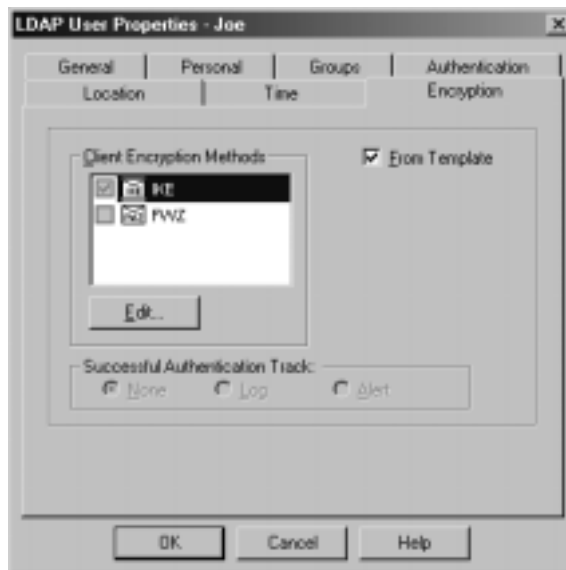 LDAP User Properties - Joe
General Personal Groups Authentication
Location Time Encryption
Client Encryption Methods
From Template
IKE
FWZ
Edit...
Successful Authentication Track:
None Log Alert
OK Cancel Help